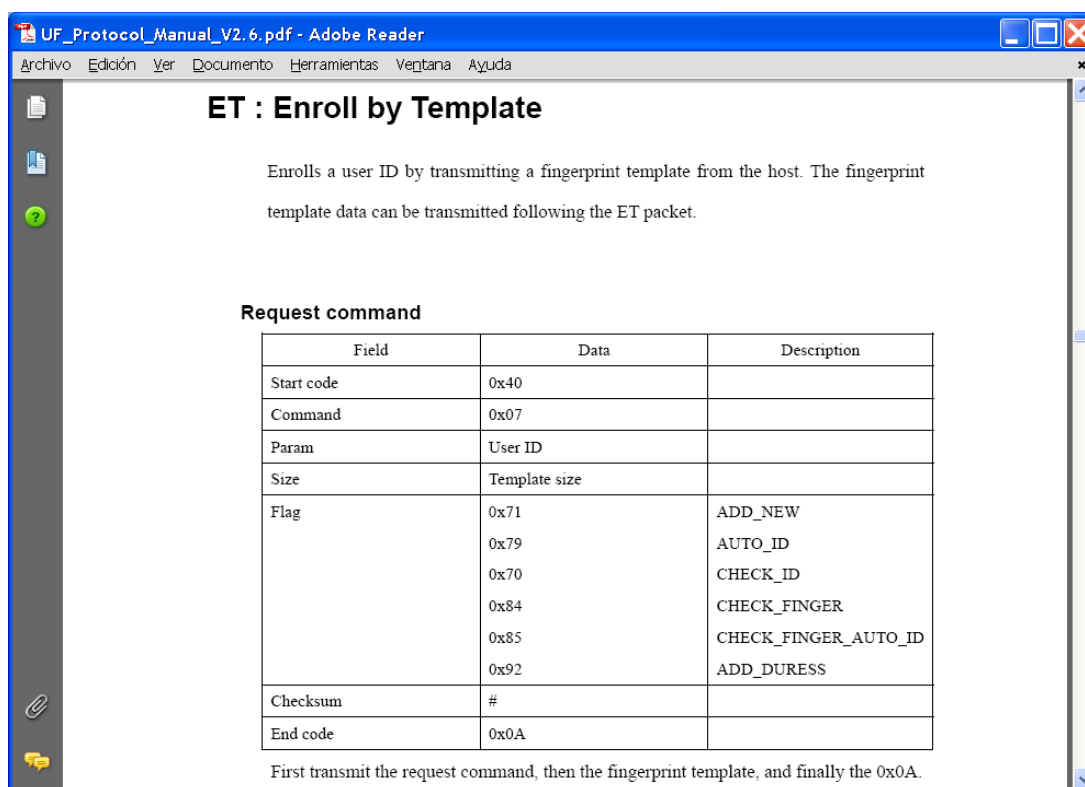 UF_Protocol_Manual_V2.6.pdf - Adobe Reader
Archivo Edición Ver Documento Herramientas Ventana Ayuda
ET : Enroll by Template
Enrolls a user ID by transmitting a fingerprint template from the host. The fingerprint
template data can be transmitted following the ET packet.
Request command
Field Data Description
Start code 0x40
Command 0x07
Param User ID
Size Template size
Flag 0x71 ADD_NEW
0x79 AUTO_ID
0x70 CHECK_ID
0x84 CHECK_FINGER
0x85 CHECK_FINGER_AUTO_ID
0x92 ADD_DURESS
Checksum #
End code 0x0A
First transmit the request command, then the fingerprint template, and finally the 0x0A.